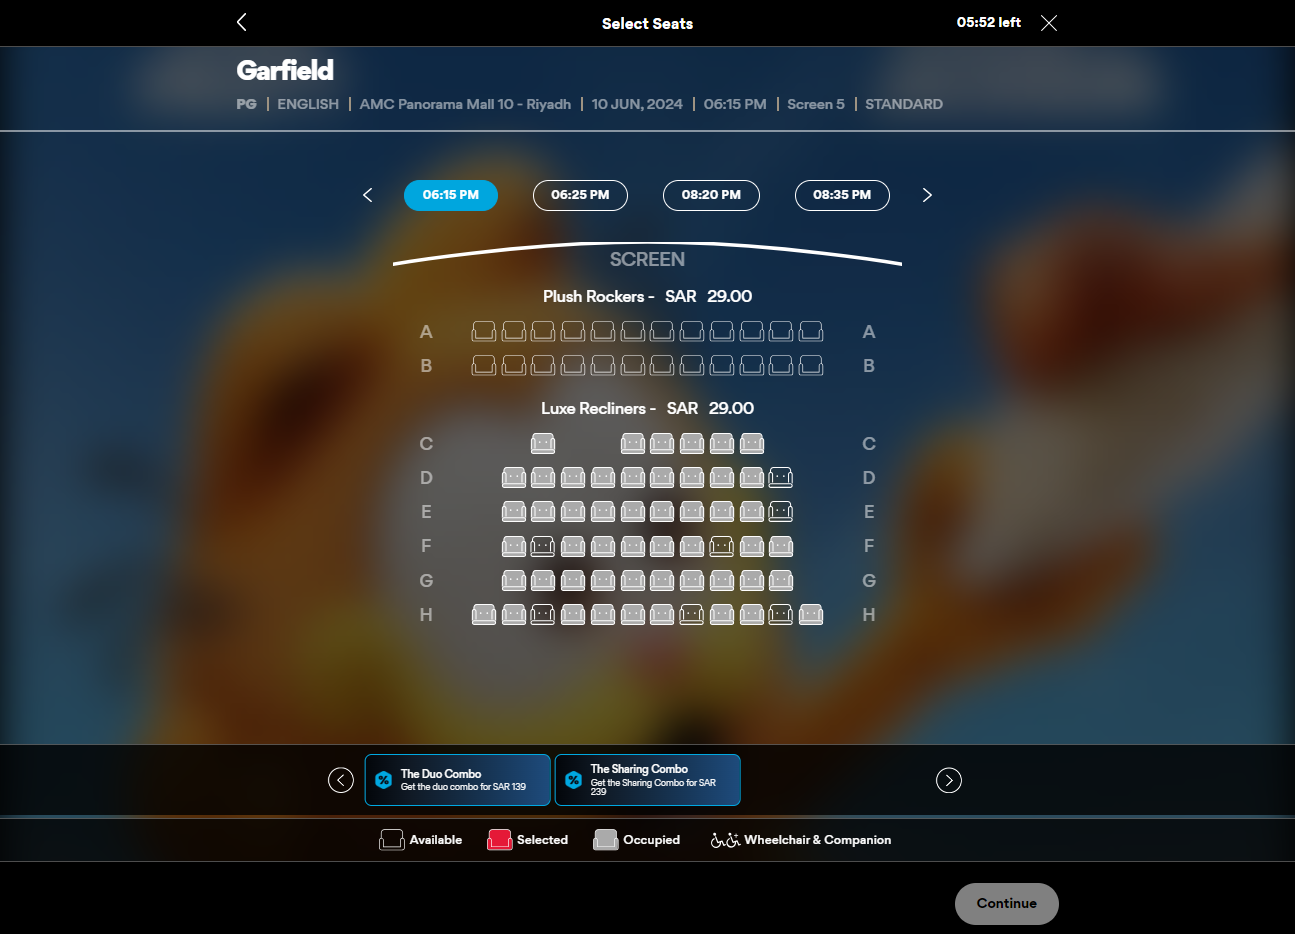 Select Seats
05:52 left
Garfield
PG | ENGLISH | AMC Panorama Mall 10 - Riyadh | 10 JUN, 2024 | 06:15 PM | Screen 5 | STANDARD
06:15 PM 06:25 PM 08:20 PM 08:35 PM
SCREEN
Plush Rockers - SAR 29.00
A A
B B
Luxe Recliners - SAR 29.00
C C
D D
E E
F F
G G
H H
The Duo Combo
Get the duo combo for SAR 139
The Sharing Combo
Get the Sharing Combo for SAR
239
Available Selected Occupied Wheelchair & Companion
Continue